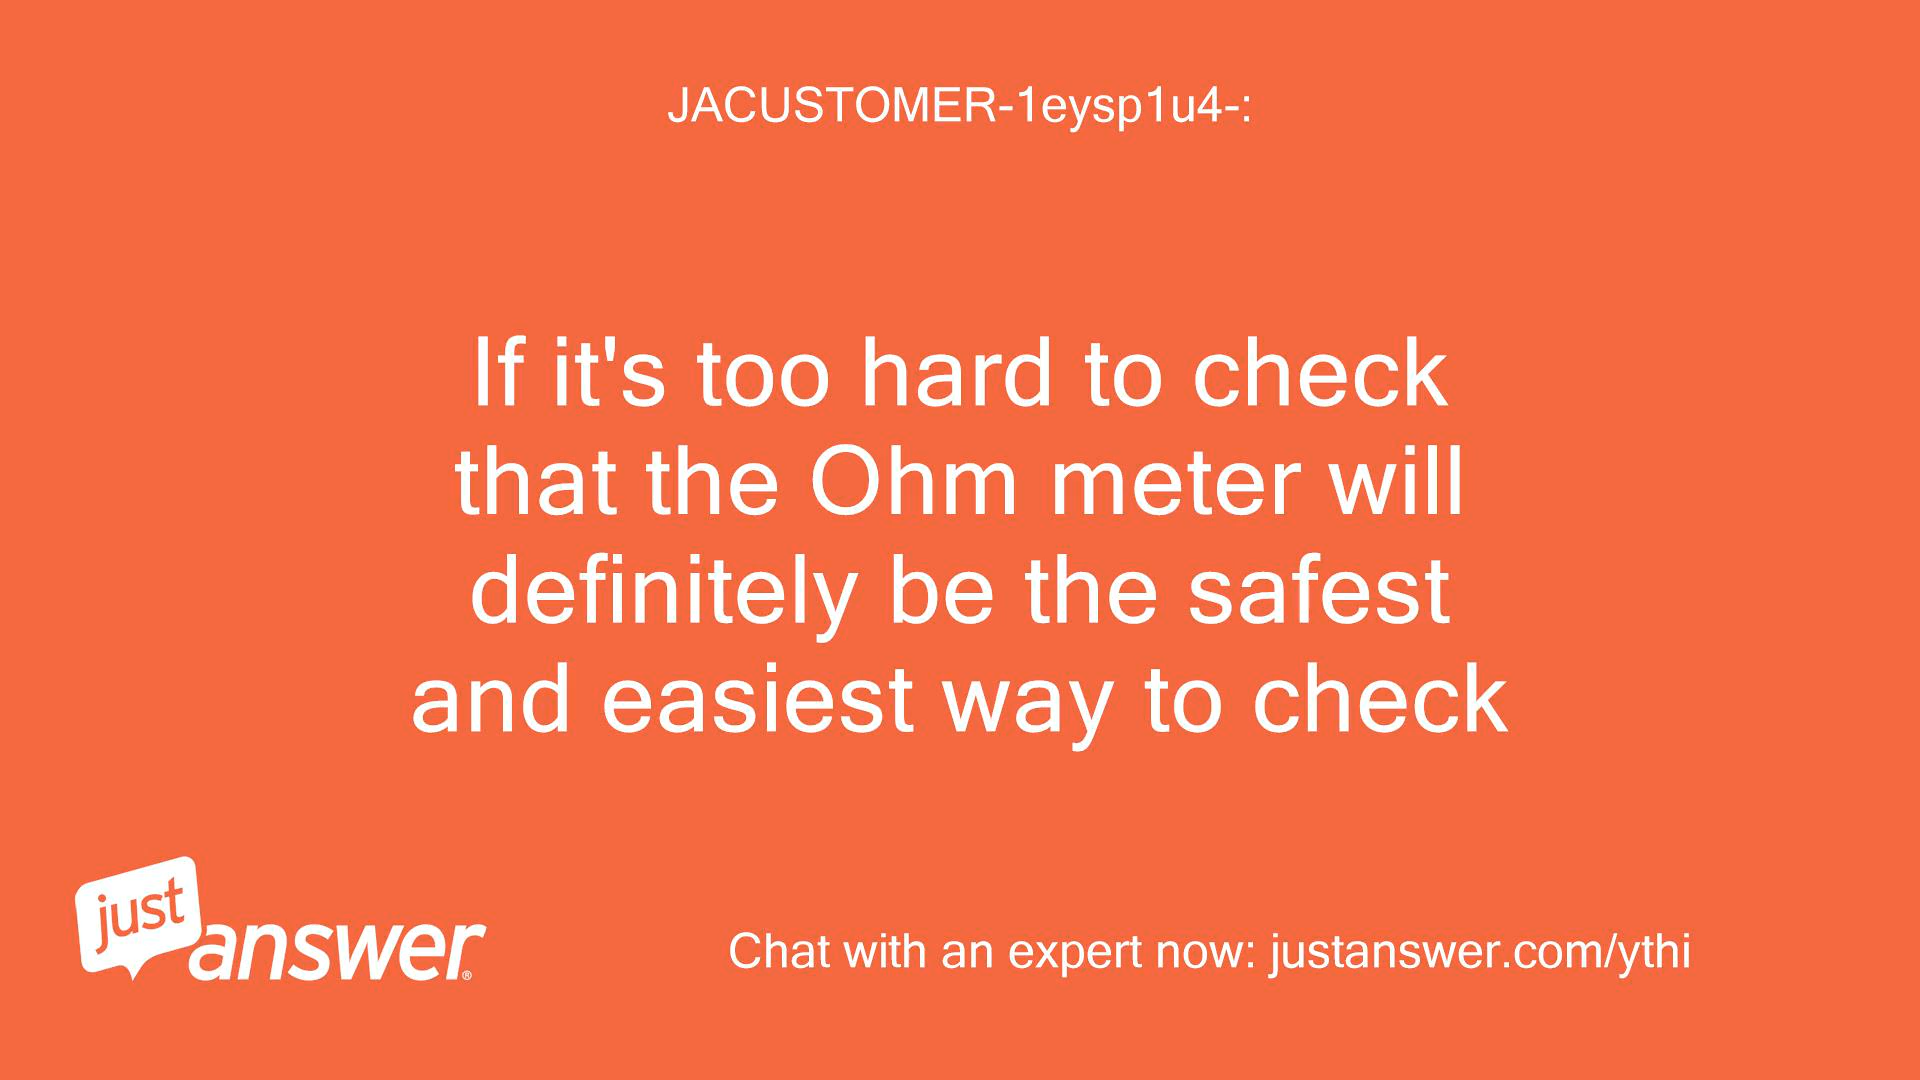 JACUSTOMER-1eysp1u4-:
If it's too hard to check
that the Ohm meter will
definitely be the safest
and easiest way to check
just
answer®
Chat with an expert now: justanswer.com/ythi